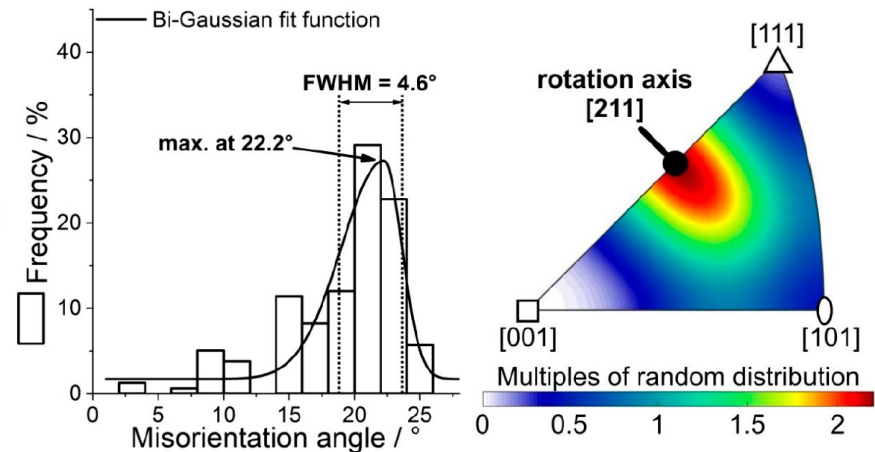 Bi-Gaussian fit function
40
30
20
10
0
Frequency / %
FWHM = 4.6°
max. at 22.2°
0 5 10 15 20 25
Misorientation angle / °
[111]
rotation axis
[211]
[001] [101]
Multiples of random distribution
0 0.5 1 1.5 2